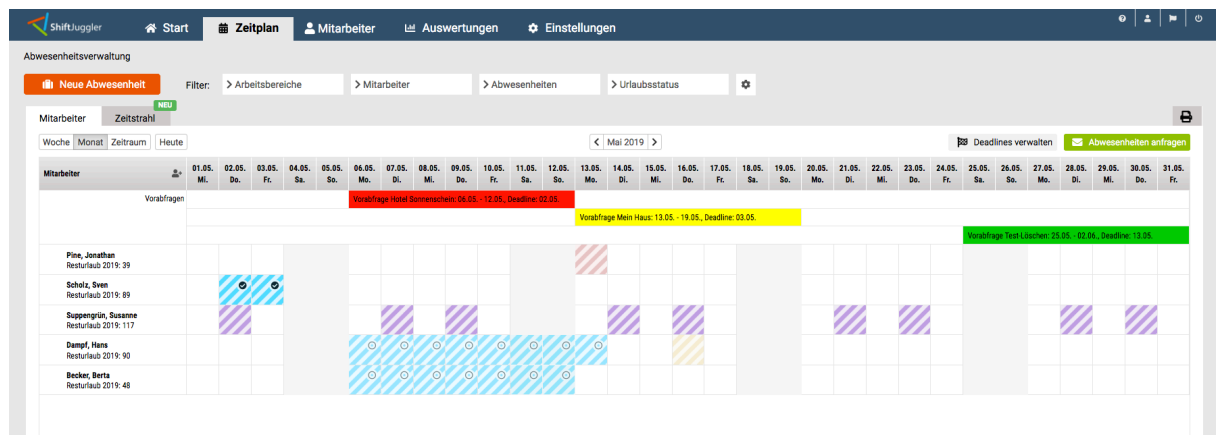 ShiftJuggler Start Zeitplan Mitarbeiter Auswertungen Einstellungen
Abwesenheitsverwaltung
Neue Abwesenheit Filter: Arbeitsbereiche Mitarbeiter Abwesenheiten Urlaubsstatus
NEU
Mitarbeiter Zeitstrahl
Woche Monat Zeitraum Heute Mai 2019 Deadlines verwalten Abwesenheiten anfragen
Mitarbeiter 01.05. 02.05. 03.05. 04.05. 05.05. 06.05. 07.05. 08.05. 09.05. 10.05. 11.05. 12.05. 13.05. 14.05. 15.05. 16.05. 17.05. 18.05. 19.05. 20.05. 21.05. 22.05. 23.05. 24.05. 25.05. 26.05. 27.05. 28.05. 29.05. 30.05. 31.05.
Mi. Do. Fr. Sa. So. Mo. Di. Mi. Do. Fr. Sa. So. Mo. Di. Mi. Do. Fr. Sa. So. Mo. Di. Mi. Do. Fr. Sa. So. Mo. Di. Mi. Do. Fr.
Vorabfragen Vorabfrage Hotel Sonnenschein: 06.05. - 12.05., Deadline: 02.05.
Vorabfrage Mein Haus: 13.05. - 19.05., Deadline: 03.05.
Vorabfrage Test-Löschen: 25.05. - 02.06., Deadline: 13.05.
Pine, Jonathan
Resturlaub 2019: 39
Scholz, Sven
Resturlaub 2019: 89
Suppengrün, Susanne
Resturlaub 2019: 117
Dampf, Hans
Resturlaub 2019: 90
Becker, Berta
Resturlaub 2019: 48